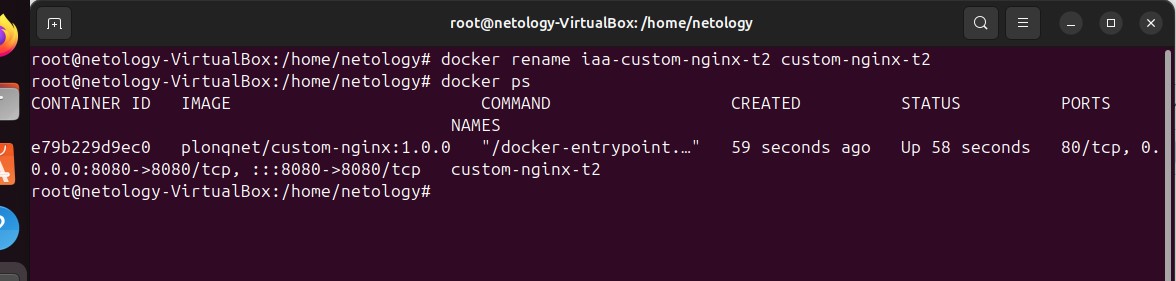 root@netology-VirtualBox: /home/netology
root@netology-VirtualBox:/home/netology# docker rename iaa-custom-nginx-t2 custom-nginx-t2
root@netology-VirtualBox:/home/netology# docker ps
CONTAINER ID   IMAGE                         COMMAND                  CREATED          STATUS          PORTS
                                          NAMES
e79b229d9ec0   plonqnet/custom-nginx:1.0.0   "/docker-entrypoint.…"   59 seconds ago   Up 58 seconds   80/tcp, 0.
0.0.0:8080->8080/tcp, :::8080->8080/tcp   custom-nginx-t2
root@netology-VirtualBox:/home/netology#